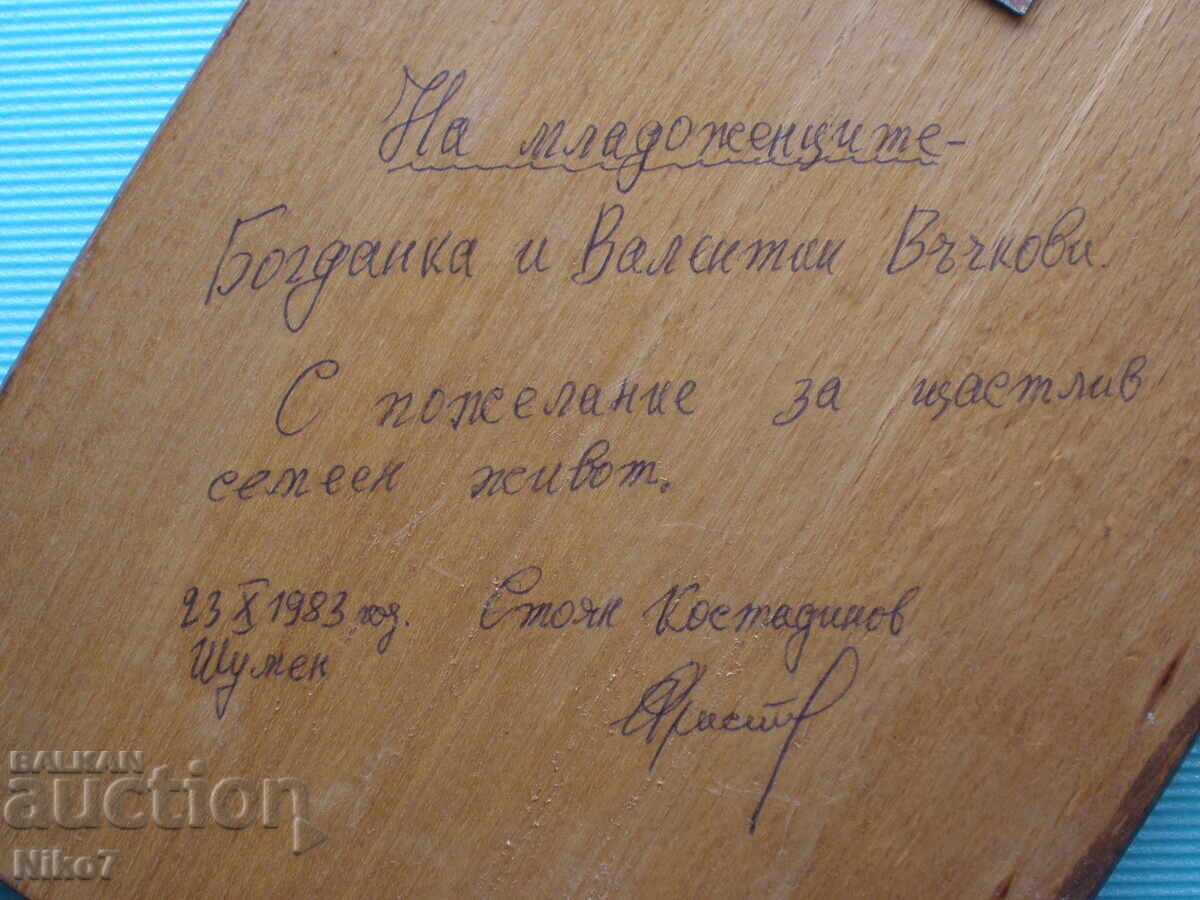 На младоженците-
Богданка и Валентин Въчкови.
С пожелание за щастлив
семеен живот.
23 X 1983 год. Стоян Костадинов
Шумен
BALKAN
auction
Niko7